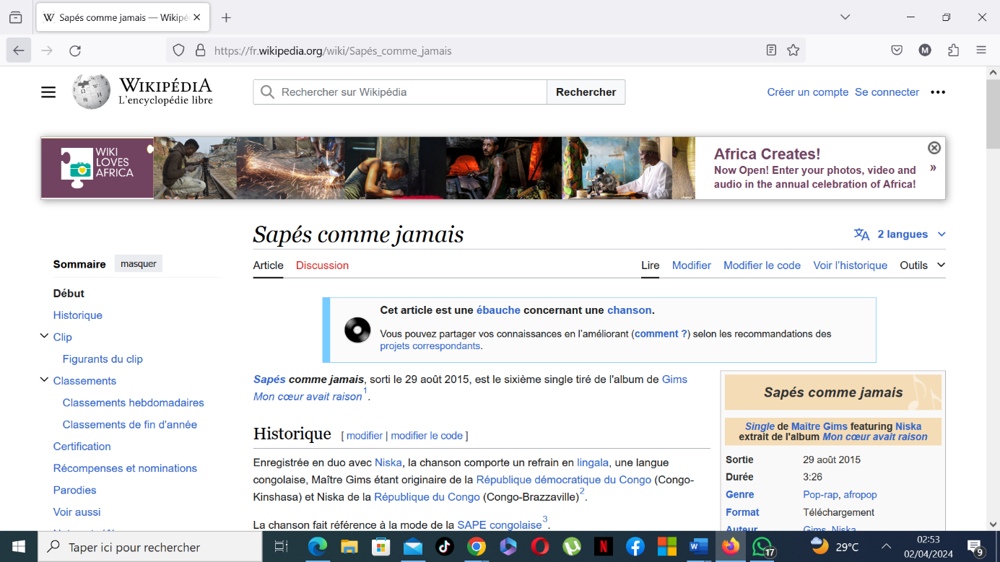 Sapés comme jamais — Wikipé
https://fr.wikipedia.org/wiki/Sapés_comme_jamais
M
WIKIPÉDIA
L'encyclopédie libre
Rechercher sur Wikipédia
Rechercher
Créer un compte Se connecter
WIKI
LOVES
AFRICA
Africa Creates!
Now Open! Enter your photos, video and
audio in the annual celebration of Africa!
»
Sapés comme jamais
2 langues
Sommaire masquer
Article Discussion Lire Modifier Modifier le code Voir l'historique Outils
Début
Historique
Clip
Figurants du clip
Classements
Classements hebdomadaires
Classements de fin d'année
Certification
Récompenses et nominations
Parodies
Voir aussi
Cet article est une ébauche concernant une chanson.
Vous pouvez partager vos connaissances en l'améliorant (comment ?) selon les recommandations des
projets correspondants.
Sapés comme jamais, sorti le 29 août 2015, est le sixième single tiré de l'album de Gims
Mon cœur avait raison1.
Historique [ modifier | modifier le code ]
Enregistrée en duo avec Niska, la chanson comporte un refrain en lingala, une langue
congolaise, Maître Gims étant originaire de la République démocratique du Congo (Congo-
Kinshasa) et Niska de la République du Congo (Congo-Brazzaville)2.
La chanson fait référence à la mode de la SAPE congolaise3.
Sapés comme jamais
Single de Maître Gims featuring Niska
extrait de l'album Mon cœur avait raison
Sortie 29 août 2015
Durée 3:26
Genre Pop-rap, afropop
Format Téléchargement
Auteur Gims, Niska
Taper ici pour rechercher
17
29°C
02:53
02/04/2024
9